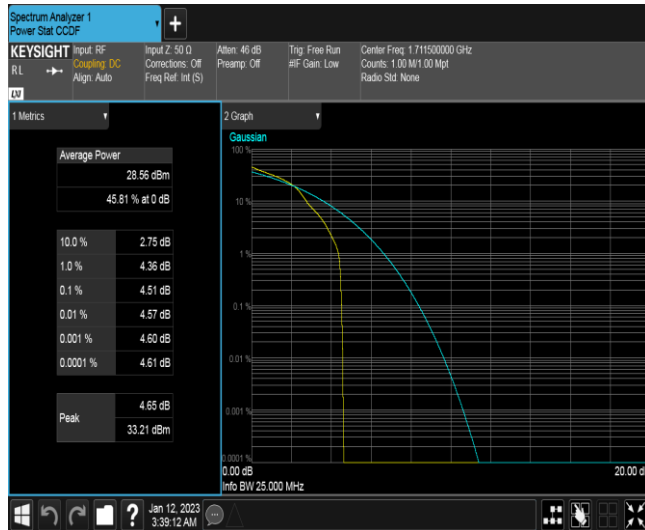 Spectrum Analyzer 1
Power Stat CCDF
+
KEYSIGHT
RL
LXI
Input: RF
Coupling: DC
Align: Auto
Input Z: 50 Ω
Corrections: Off
Freq Ref: Int (S)
Atten: 46 dB
Preamp: Off
Trig: Free Run
#IF Gain: Low
Center Freq: 1.711500000 GHz
Counts: 1.00 M/1.00 Mpt
Radio Std: None
1 Metrics
Average Power
28.56 dBm
45.81 % at 0 dB
10.0 % 2.75 dB
1.0 % 4.36 dB
0.1 % 4.51 dB
0.01 % 4.57 dB
0.001 % 4.60 dB
0.0001 % 4.61 dB
Peak
4.65 dB
33.21 dBm
2 Graph
Gaussian
100 %
10 %
1 %
0.1 %
0.01 %
0.001 %
0.0001 %
0.00 dB 20.00 d
Info BW 25.000 MHz
?
Jan 12, 2023
3:39:12 AM